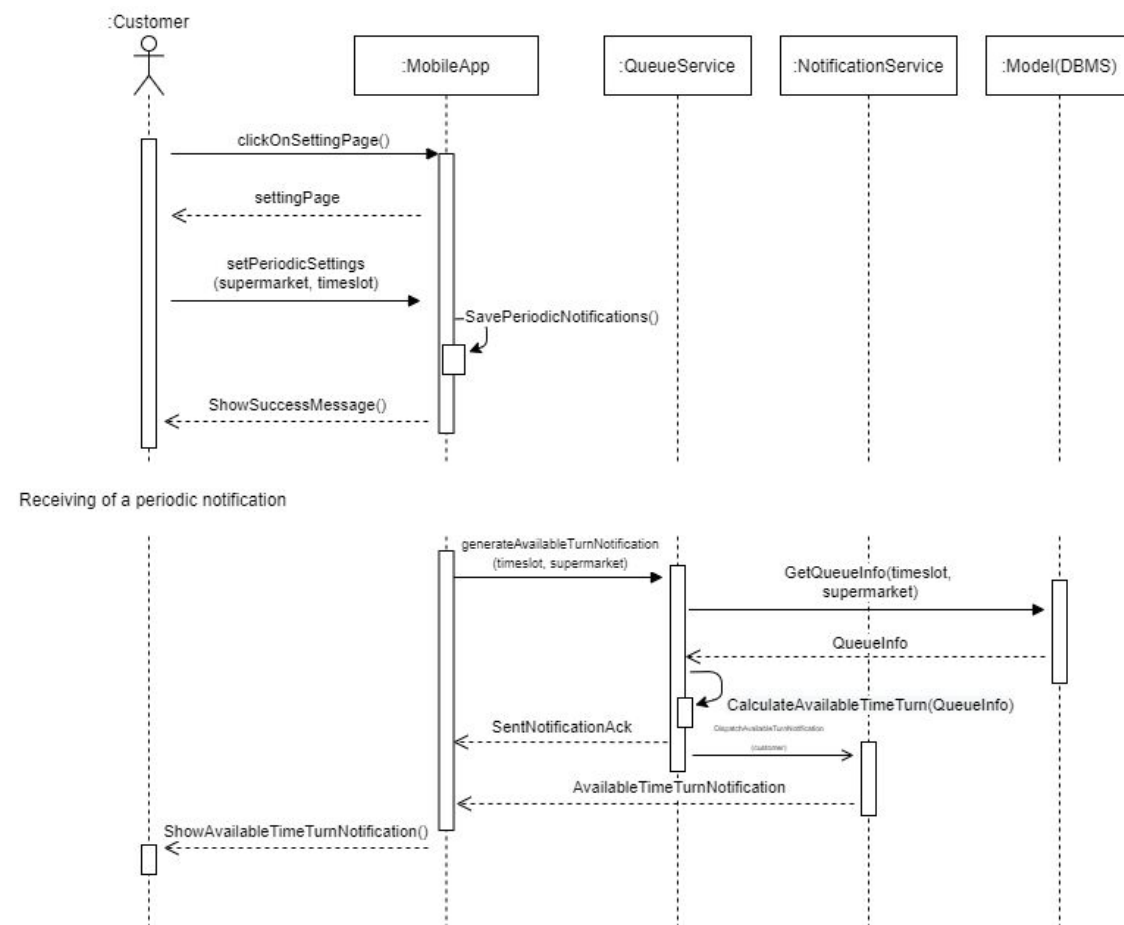 :Customer
:MobileApp
:QueueService
:NotificationService
:Model(DBMS)
clickOnSettingPage()
settingPage
setPeriodicSettings
(supermarket, timeslot)
SavePeriodicNotifications()
ShowSuccessMessage()
Receiving of a periodic notification
generateAvailableTurnNotification
(timeslot, supermarket)
GetQueueInfo(timeslot,
supermarket)
QueueInfo
CalculateAvailableTimeTurn(QueueInfo)
SentNotificationAck
DispatchAvailableTurnNotification
(customer)
AvailableTimeTurnNotification
ShowAvailableTimeTurnNotification()